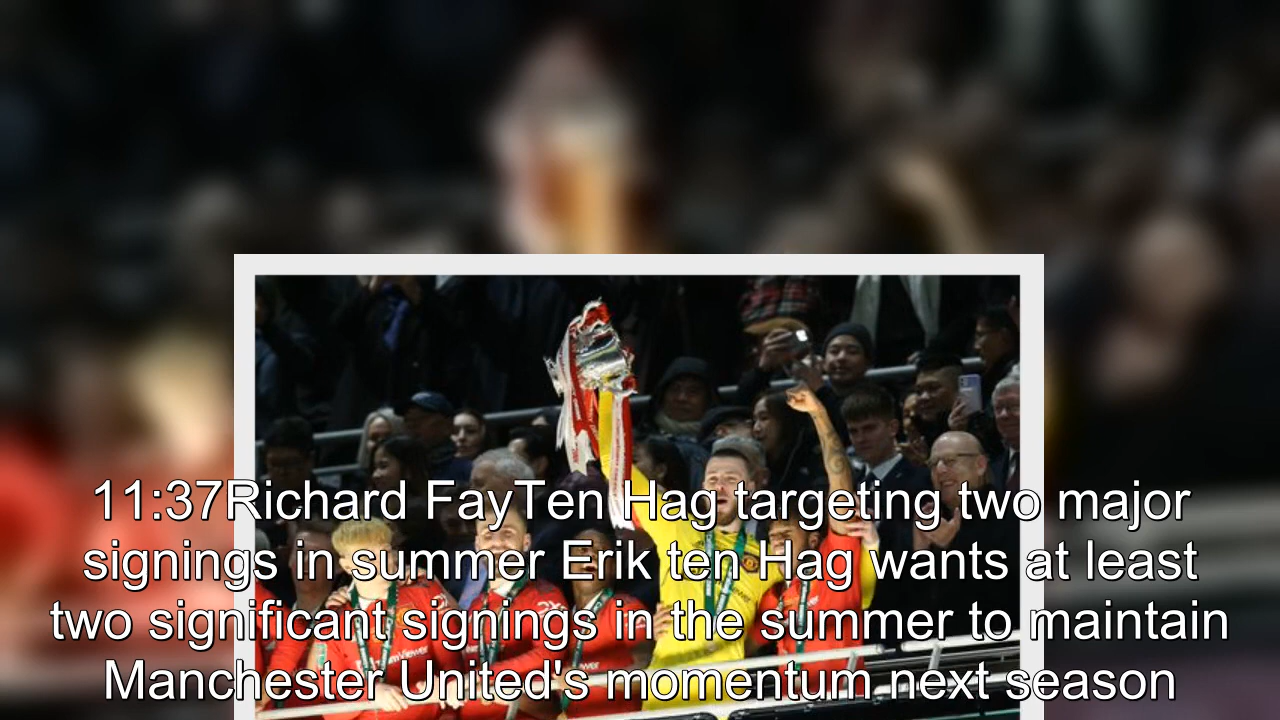 11:37Richard FayTen Hag targeting two major
signings in summer Erik ten Hag wants at least
two significant signings in the summer to maintain
Manchester United's momentum next season